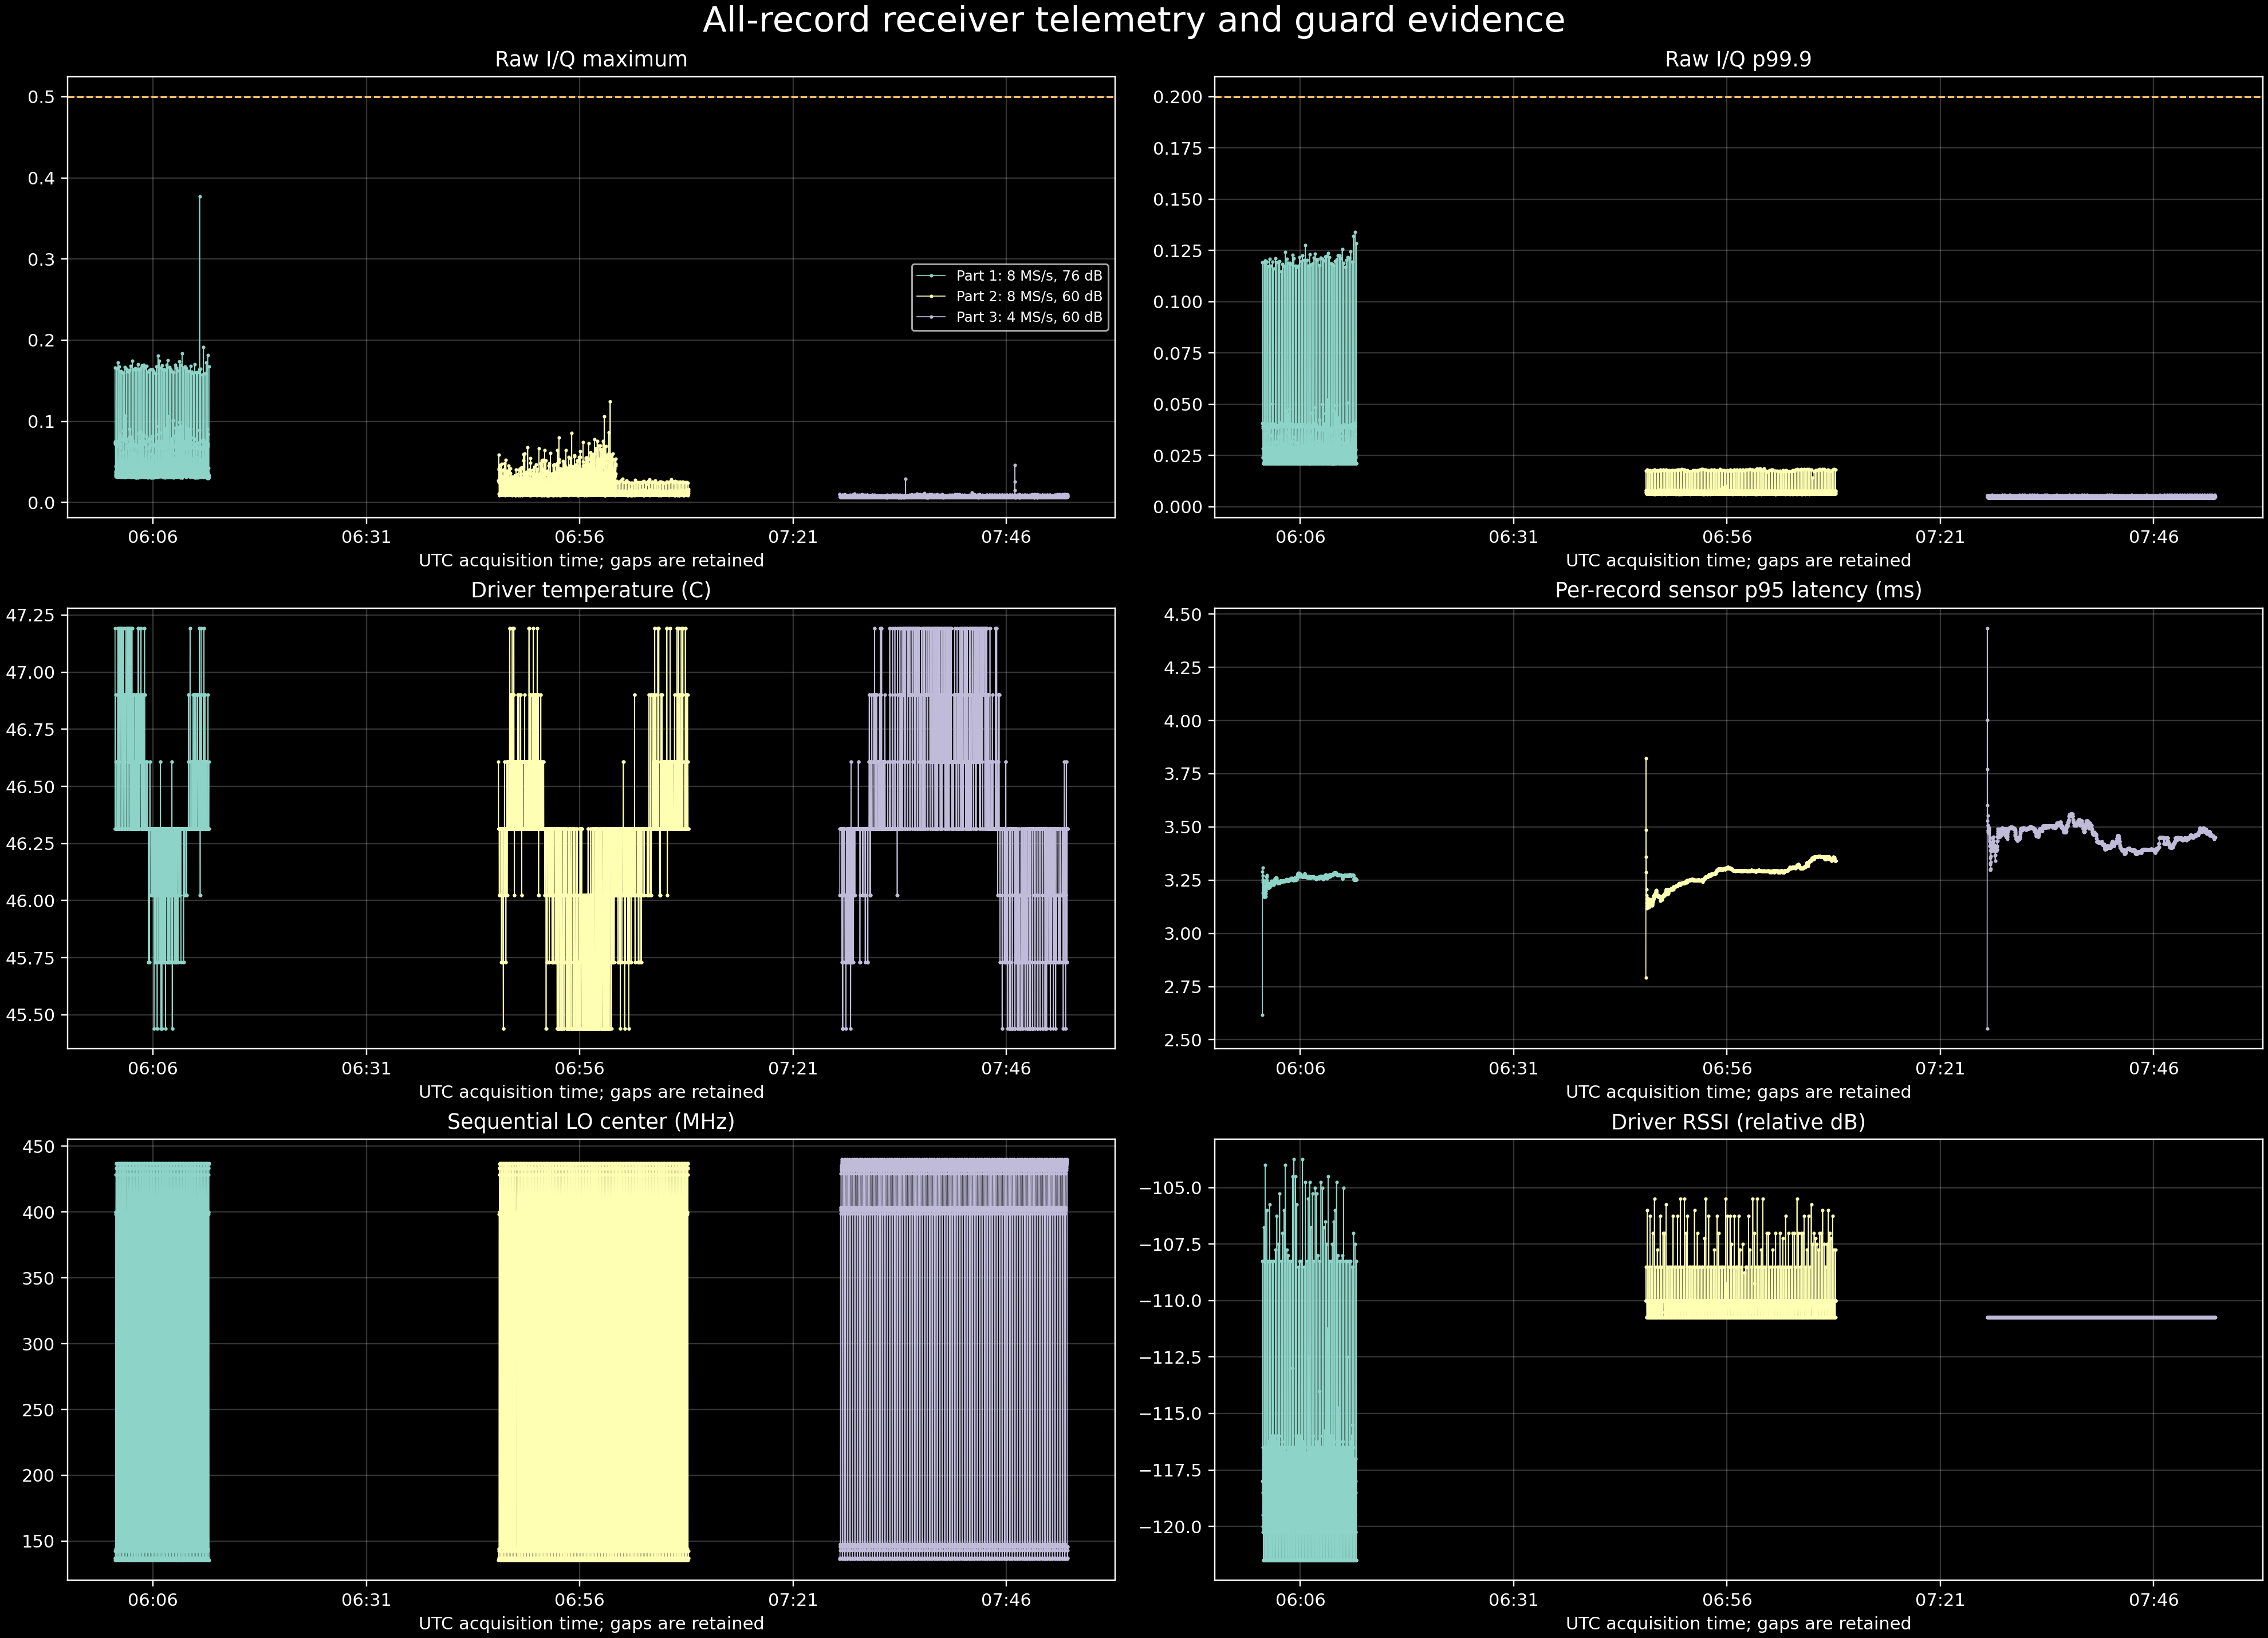 All-record receiver telemetry and guard evidence
Raw I/Q maximum
0.5
0.4
0.3
0.2
0.1
0.0
Part 1: 8 MS/s, 76 dB
Part 2: 8 MS/s, 60 dB
Part 3: 4 MS/s, 60 dB
06:06 06:31 06:56 07:21 07:46
UTC acquisition time; gaps are retained
Raw I/Q p99.9
0.200
0.175
0.150
0.125
0.100
0.075
0.050
0.025
0.000
06:06 06:31 06:56 07:21 07:46
UTC acquisition time; gaps are retained
Driver temperature (C)
47.25
47.00
46.75
46.50
46.25
46.00
45.75
45.50
06:06 06:31 06:56 07:21 07:46
UTC acquisition time; gaps are retained
Per-record sensor p95 latency (ms)
4.50
4.25
4.00
3.75
3.50
3.25
3.00
2.75
2.50
06:06 06:31 06:56 07:21 07:46
UTC acquisition time; gaps are retained
Sequential LO center (MHz)
450
400
350
300
250
200
150
06:06 06:31 06:56 07:21 07:46
UTC acquisition time; gaps are retained
Driver RSSI (relative dB)
−105.0
−107.5
−110.0
−112.5
−115.0
−117.5
−120.0
06:06 06:31 06:56 07:21 07:46
UTC acquisition time; gaps are retained